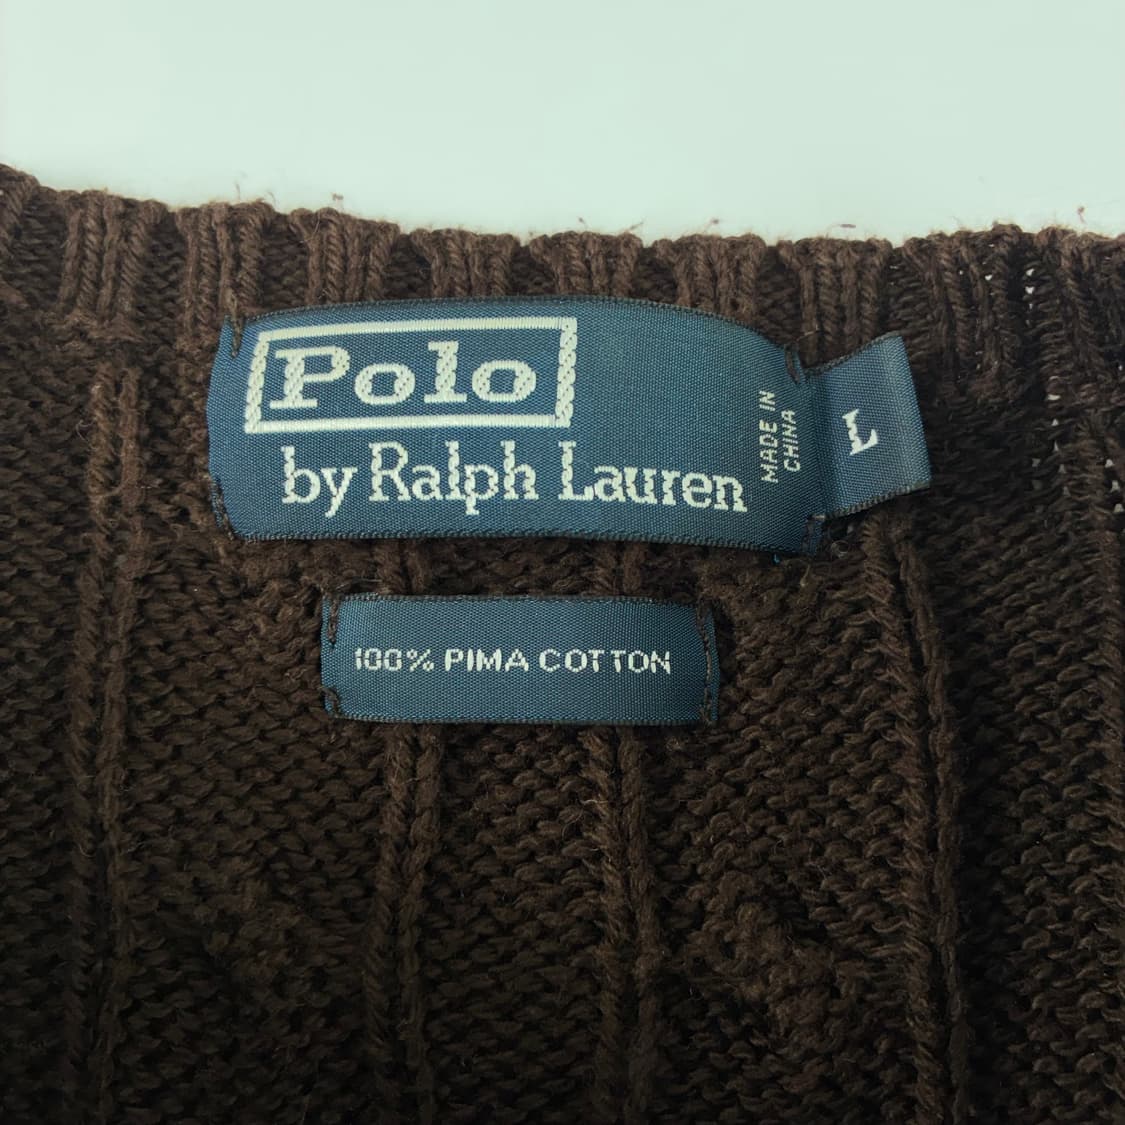 Polo
by Ralph Lauren
MADE IN
CHINA
L
100% PIMA COTTON